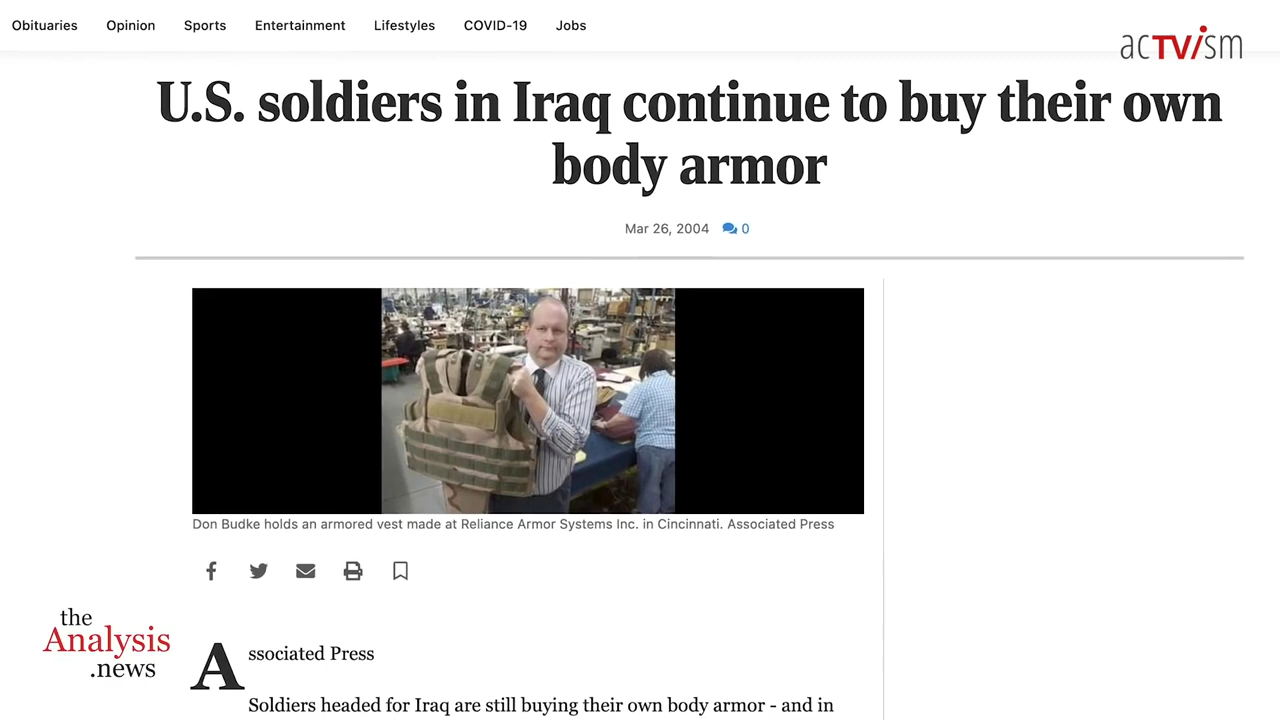 Obituaries Opinion Sports Entertainment Lifestyles COVID-19 Jobs
acTVism
U.S. soldiers in Iraq continue to buy their own
body armor
Mar 26, 2004 0
Don Budke holds an armored vest made at Reliance Armor Systems Inc. in Cincinnati. Associated Press
the
Analysis
.news
Associated Press
Soldiers headed for Iraq are still buying their own body armor - and in